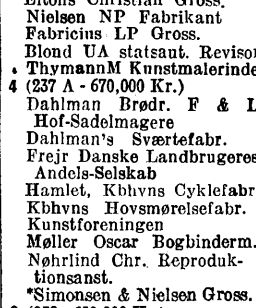 Nielsen NP Fabrikant
Fabricius LP Gross.
Blond UA statsaut. Revisor
ThymannM Kunstmalerinde
4 (237 A - 670,000 Kr.)
Dahlman Brødr. F & L
Hof-Sadelmagere
Dahlman's Sværtefabr.
Frejr Danske Landbrugeres
Andels-Selskab
Hamlet, Kbhvns Cyklefabr
Kbhvns Hovsmørelsefabr.
Kunstforeningen
Møller Oscar Bogbinderm.
Nøhrlind Chr. Reproduk-
tionsanst.
*Simonsen & Nielsen Gross.